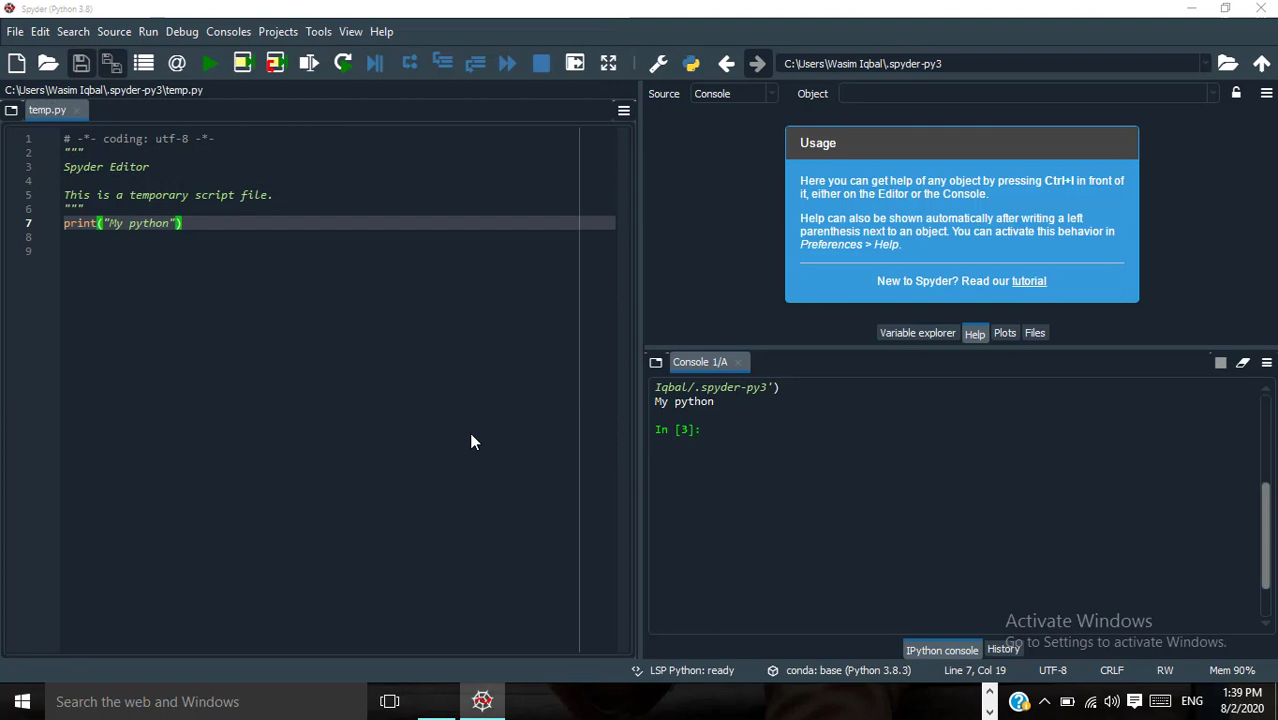 Spyder (Python 3.8)
File Edit Search Source Run Debug Consoles Projects Tools View Help
C:\Users\Wasim Iqbal\.spyder-py3
C:\Users\Wasim Iqbal\.spyder-py3\temp.py
temp.py
1 # -*- coding: utf-8 -*-
2 """
3 Spyder Editor
4
5 This is a temporary script file.
6 """
7 print("My python")
8
9
Source Console Object
Usage
Here you can get help of any object by pressing Ctrl+I in front of
it, either on the Editor or the Console.
Help can also be shown automatically after writing a left
parenthesis next to an object. You can activate this behavior in
Preferences > Help.
New to Spyder? Read our tutorial
Variable explorer Help Plots Files
Console 1/A
Iqbal/.spyder-py3')
My python
In [3]:
Activate Windows
Go to Settings to activate Windows.
IPython console History
LSP Python: ready conda: base (Python 3.8.3) Line 7, Col 19 UTF-8 CRLF RW Mem 90%
Search the web and Windows
ENG
1:39 PM
8/2/2020